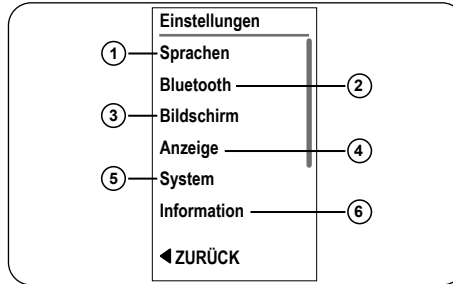 Einstellungen
1 Sprachen
Bluetooth 2
3 Bildschirm
Anzeige 4
5 System
Information 6
◀ ZURÜCK